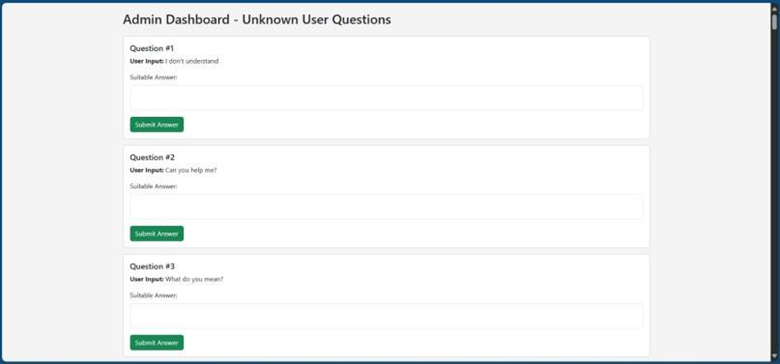 Admin Dashboard - Unknown User Questions
Question #1
User Input: I don't understand
Suitable Answer:
Submit Answer
Question #2
User Input: Can you help me?
Suitable Answer:
Submit Answer
Question #3
User Input: What do you mean?
Suitable Answer:
Submit Answer